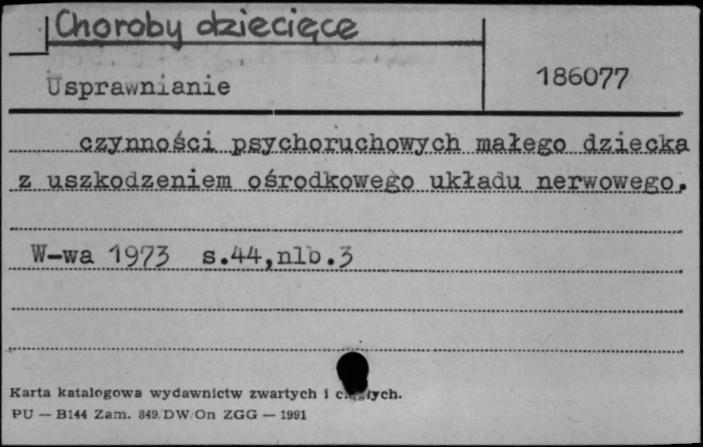 Choroby dziecięce
Usprawnianie
186077
czynności psychoruchowych małego dziecka
z uszkodzeniem ośrodkowego układu nerwowego.
W-wa 1973 s.44,nlb.3
Karta katalogowa wydawnictw zwartych i
PU — B144 Zam. 849/DW/On ZGG — 1991